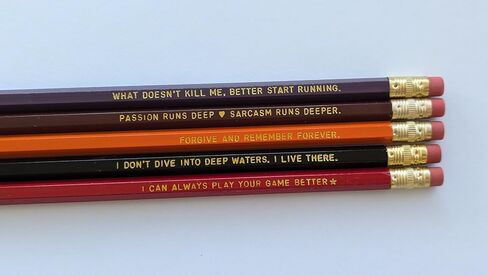 WHAT DOESN'T KILL ME, BETTER START RUNNING.
PASSION RUNS DEEP ♥ SARCASM RUNS DEEPER.
FORGIVE AND REMEMBER FOREVER.
I DON'T DIVE INTO DEEP WATERS. I LIVE THERE.
I CAN ALWAYS PLAY YOUR GAME BETTER★